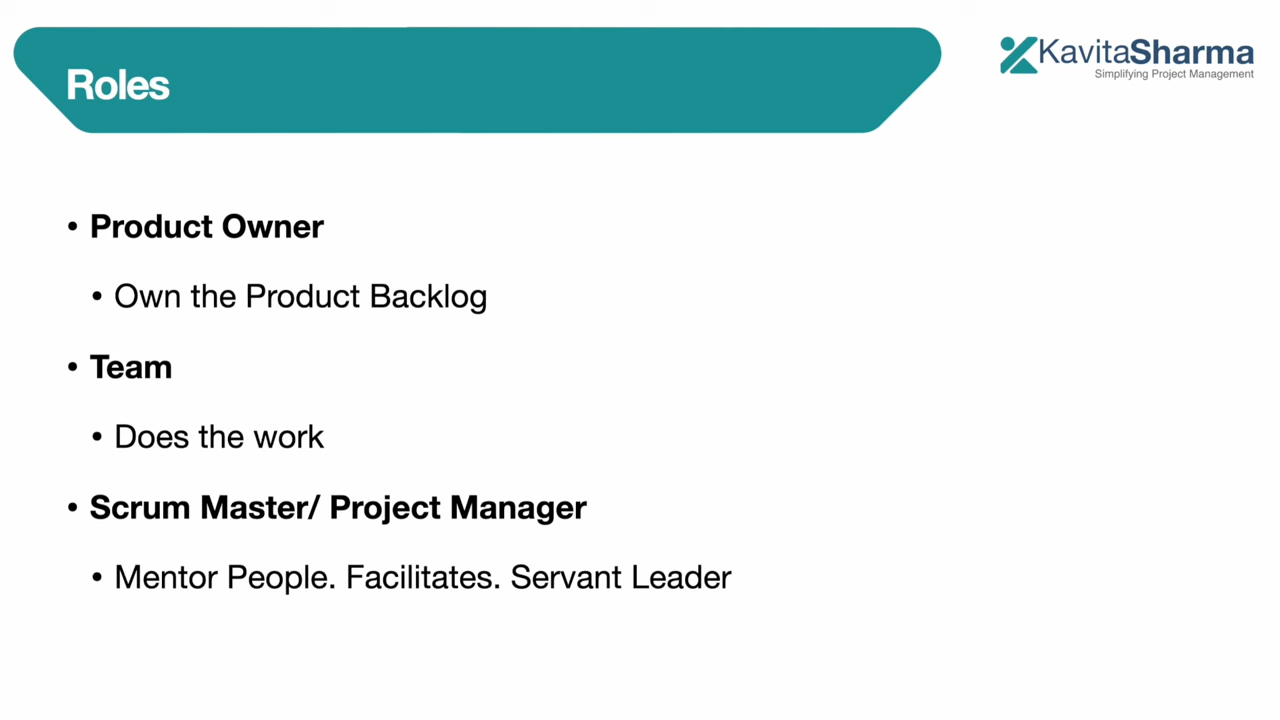 Roles
KavitaSharma
Simplifying Project Management
• Product Owner
• Own the Product Backlog
• Team
• Does the work
• Scrum Master/ Project Manager
• Mentor People. Facilitates. Servant Leader